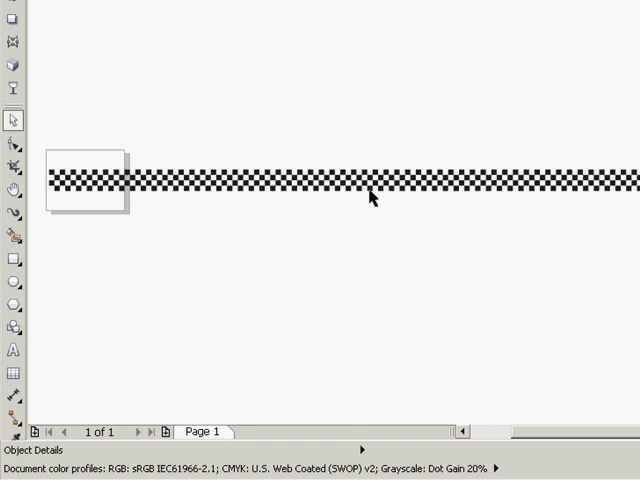 1 of 1
Page 1
Object Details
Document color profiles: RGB: sRGB IEC61966-2.1; CMYK: U.S. Web Coated (SWOP) v2; Grayscale: Dot Gain 20%